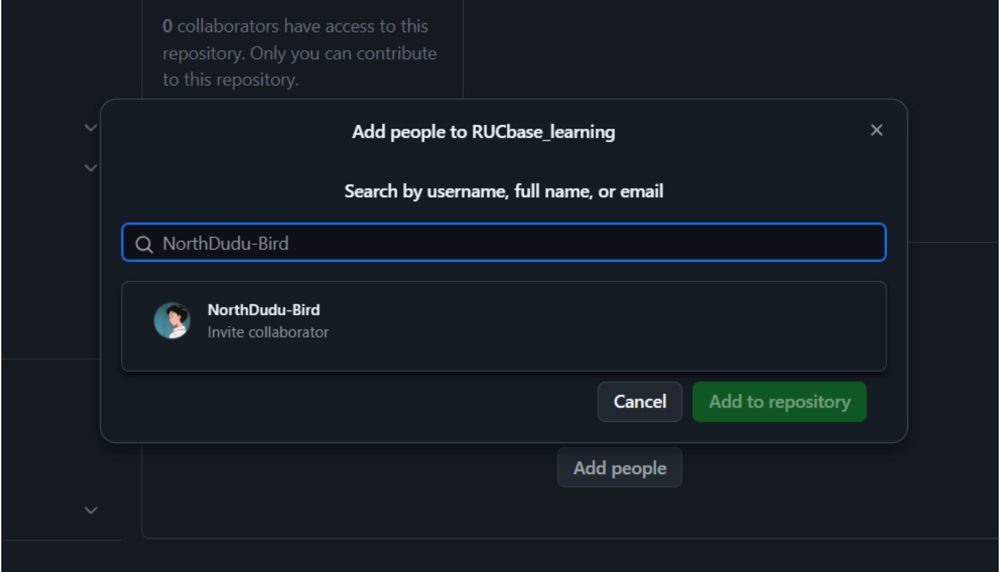 0 collaborators have access to this
repository. Only you can contribute
to this repository.
Add people to RUCbase_learning
Search by username, full name, or email
NorthDudu-Bird
NorthDudu-Bird
Invite collaborator
Cancel
Add to repository
Add people